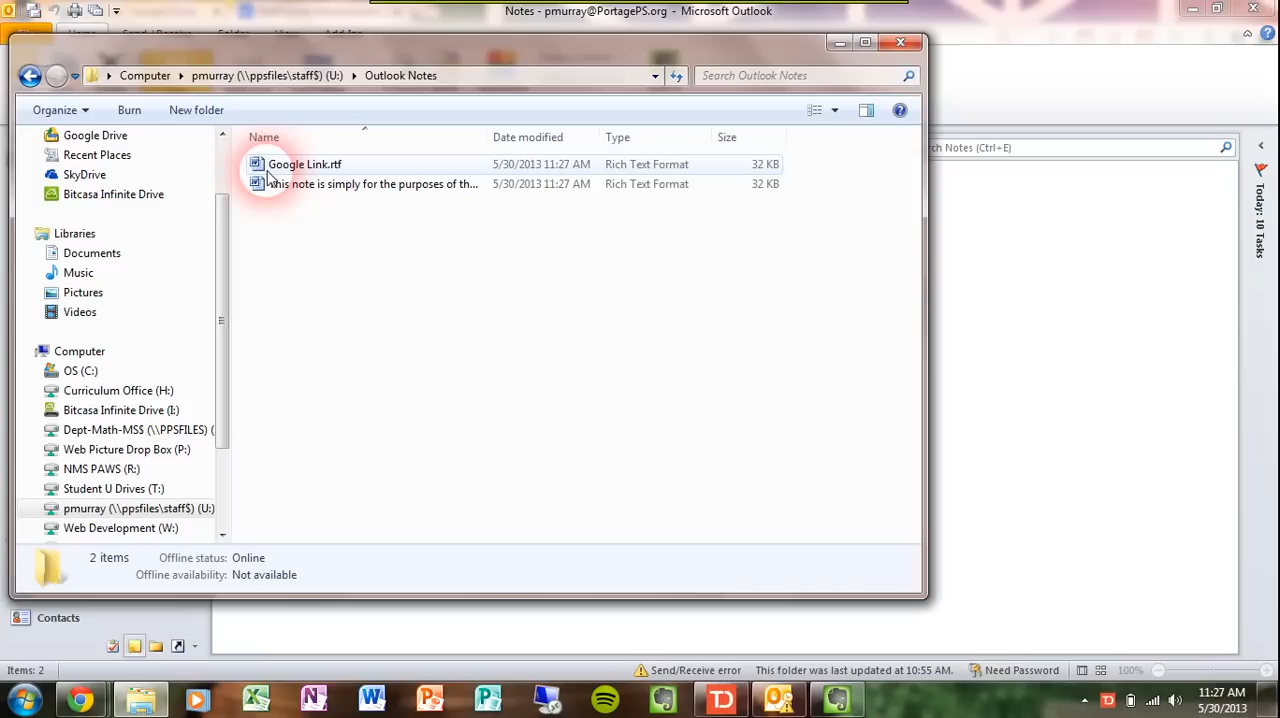 Notes - pmurray@PortagePS.org - Microsoft Outlook
Computer pmurray (\\ppsfiles\staff$) (U:) Outlook Notes
Search Outlook Notes
Organize Burn New folder
Name Date modified Type Size
Google Link.rtf 5/30/2013 11:27 AM Rich Text Format 32 KB
this note is simply for the purposes of th... 5/30/2013 11:27 AM Rich Text Format 32 KB
Google Drive
Recent Places
SkyDrive
Bitcasa Infinite Drive
Libraries
Documents
Music
Pictures
Videos
Computer
OS (C:)
Curriculum Office (H:)
Bitcasa Infinite Drive (I:)
Dept-Math-MS$ (\\PPSFILES) (
Web Picture Drop Box (P:)
NMS PAWS (R:)
Student U Drives (T:)
pmurray (\\ppsfiles\staff$) (U:)
Web Development (W:)
2 items Offline status: Online
Offline availability: Not available
ch Notes (Ctrl+E)
Today: 10 Tasks
Contacts
Items: 2 Send/Receive error This folder was last updated at 10:55 AM. Need Password 100%
11:27 AM
5/30/2013